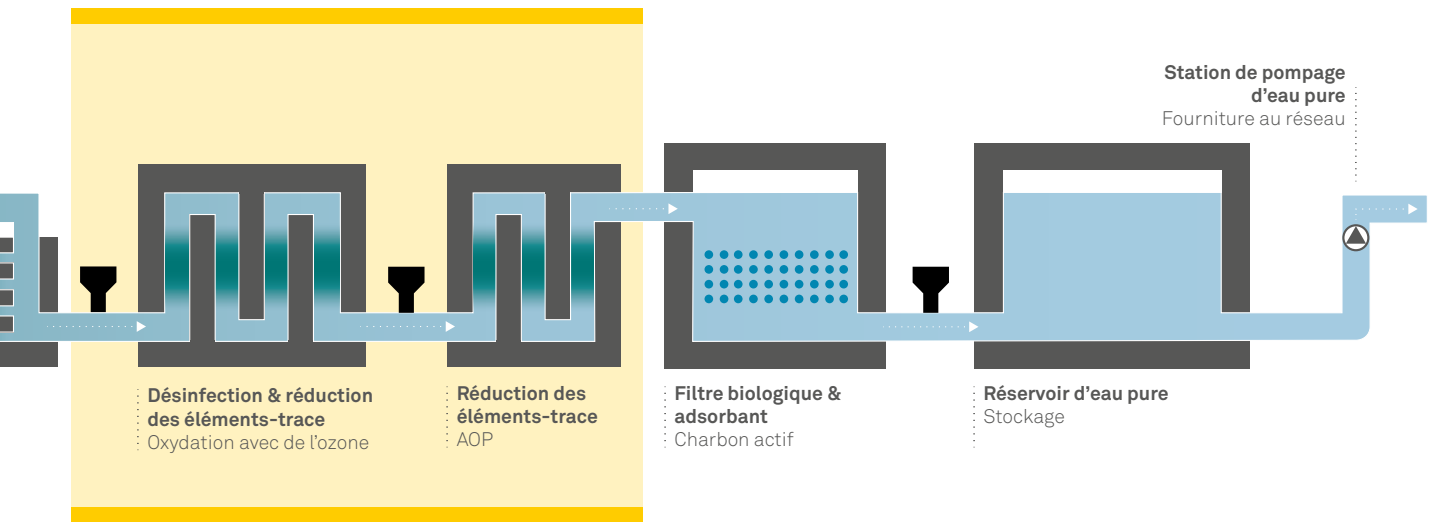 Station de pompage
d’eau pure
Fourniture au réseau
Désinfection & réduction
des éléments-trace
Oxydation avec de l’ozone
Réduction des
éléments-trace
AOP
Filtre biologique &
adsorbant
Charbon actif
Réservoir d’eau pure
Stockage